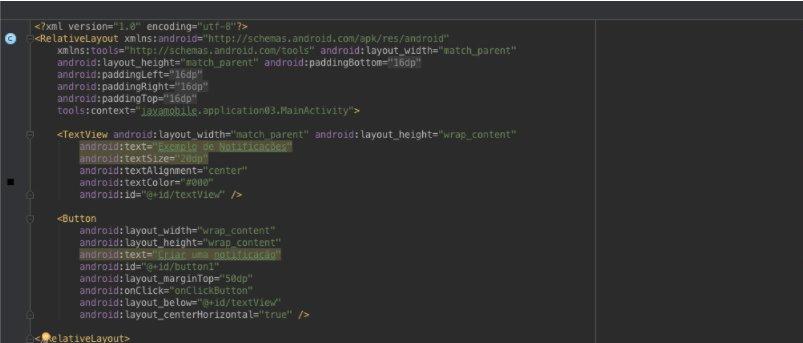 <?xml version="1.0" encoding="utf-8"?>
<RelativeLayout xmlns:android="http://schemas.android.com/apk/res/android"
xmlns:tools="http://schemas.android.com/tools" android:layout_width="match_parent"
android:layout_height="match_parent" android:paddingBottom="16dp"
android:paddingLeft="16dp"
android:paddingRight="16dp"
android:paddingTop="16dp"
tools:context="javamobile.application03.MainActivity">
<TextView android:layout_width="match_parent" android:layout_height="wrap_content"
android:text="Exemplo de Notificações"
android:textSize="20dp"
android:textAlignment="center"
android:textColor="#000"
android:id="@+id/textView" />
<Button
android:layout_width="wrap_content"
android:layout_height="wrap_content"
android:text="Criar uma notificação"
android:id="@+id/button1"
android:layout_marginTop="50dp"
android:onClick="onClickButton"
android:layout_below="@+id/textView"
android:layout_centerHorizontal="true" />
</RelativeLayout>